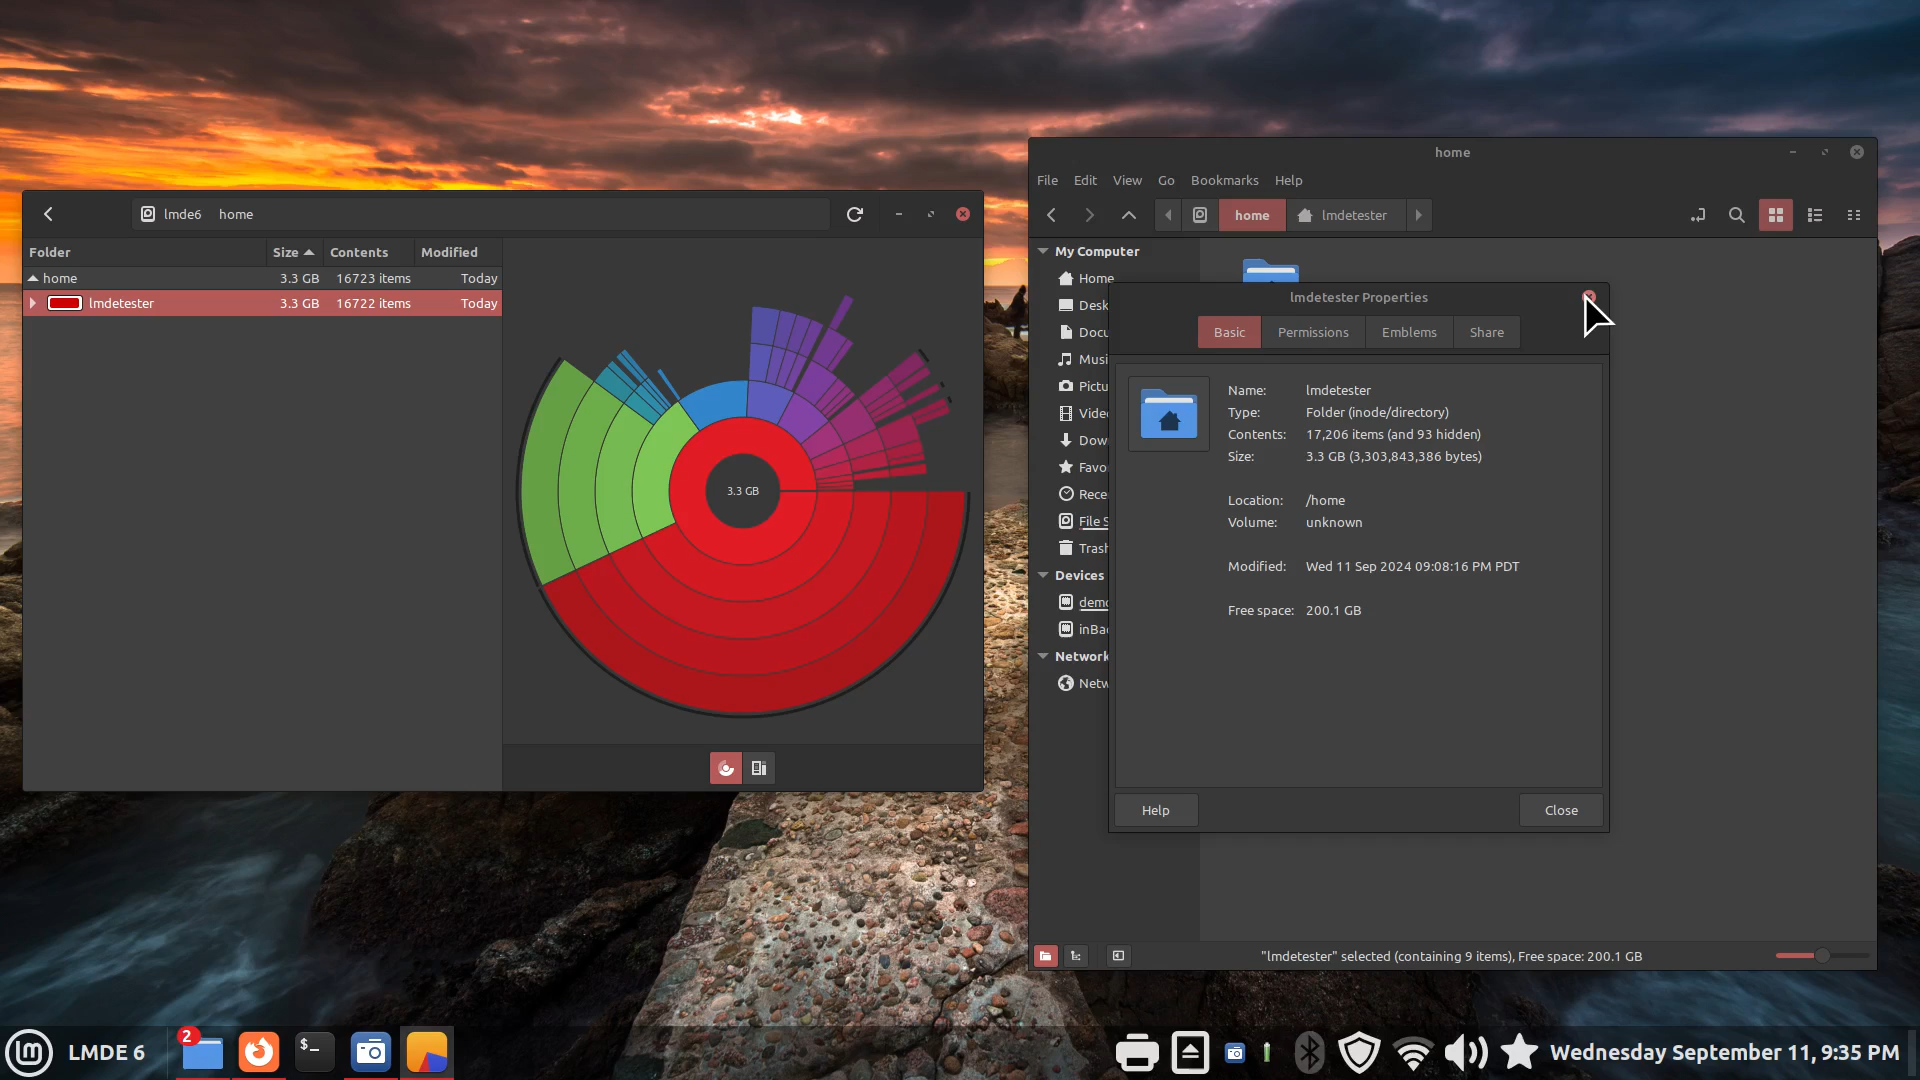 lmde6 home
Folder Size Contents Modified
home 3.3 GB 16723 items Today
lmdetester 3.3 GB 16722 items Today
3.3 GB
home
File Edit View Go Bookmarks Help
home lmdetester
My Computer
Home
Desk
Docu
Musi
Pictu
Video
Dow
Favo
Rece
File S
Trash
Devices
demo
inBac
Network
Netw
lmdetester Properties
Basic Permissions Emblems Share
Name: lmdetester
Type: Folder (inode/directory)
Contents: 17,206 items (and 93 hidden)
Size: 3.3 GB (3,303,843,386 bytes)
Location: /home
Volume: unknown
Modified: Wed 11 Sep 2024 09:08:16 PM PDT
Free space: 200.1 GB
Help Close
"lmdetester" selected (containing 9 items), Free space: 200.1 GB
LMDE 6
2
$_
Wednesday September 11, 9:35 PM